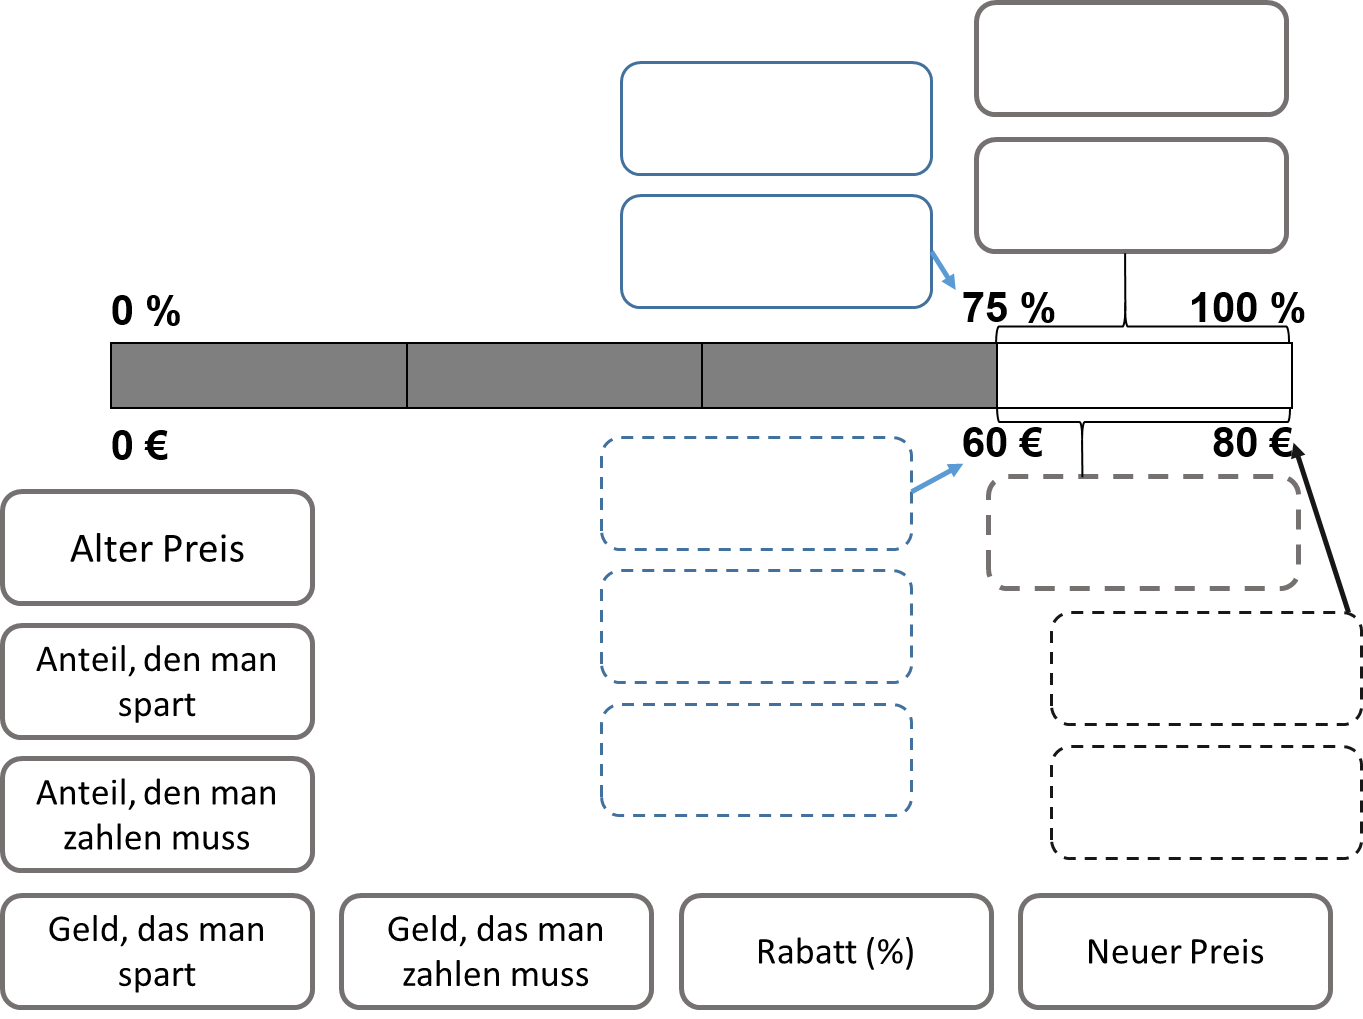 0 %
75 %
100 %
0 €
60 €
80 €
Alter Preis
Anteil, den man
spart
Anteil, den man
zahlen muss
Geld, das man
spart
Geld, das man
zahlen muss
Rabatt (%)
Neuer Preis